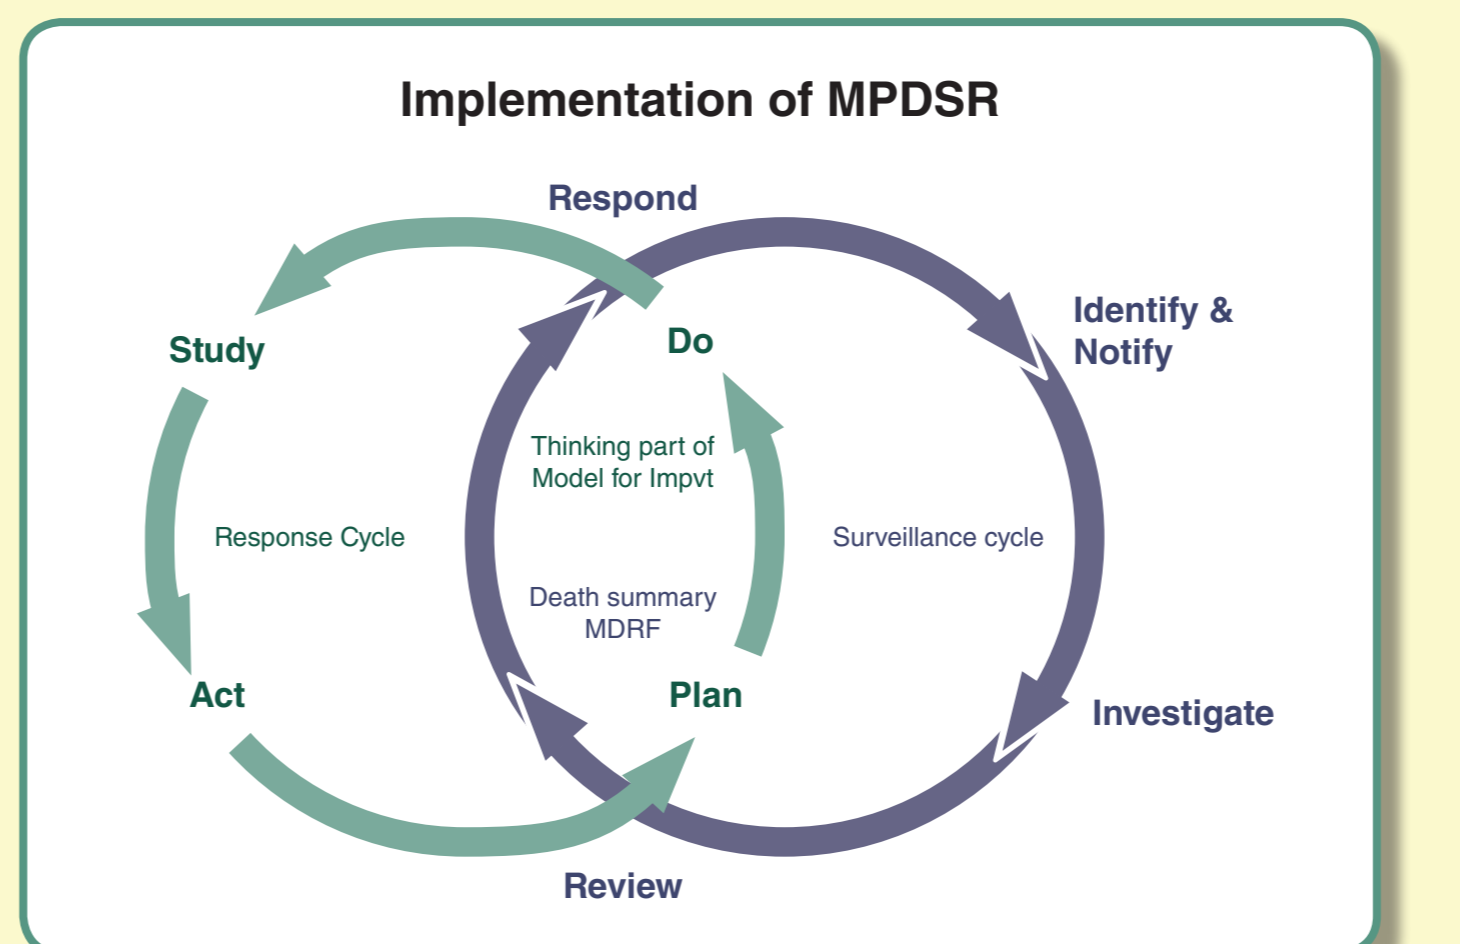 Implementation of MPDSR
Respond
Identify &
Notify
Study
Do
Thinking part of
Model for Impvt
Response Cycle
Surveillance cycle
Death summary
MDRF
Act
Plan
Investigate
Review